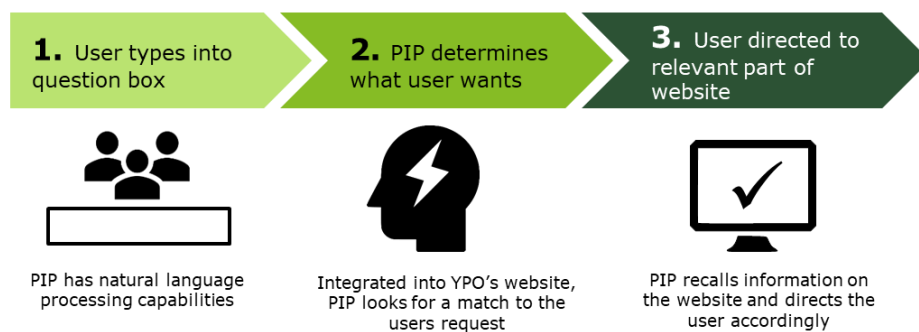 1. User types into
question box
2. PIP determines
what user wants
3. User directed to
relevant part of
website
PIP has natural language
processing capabilities
Integrated into YPO's website,
PIP looks for a match to the
users request
PIP recalls information on
the website and directs the
user accordingly